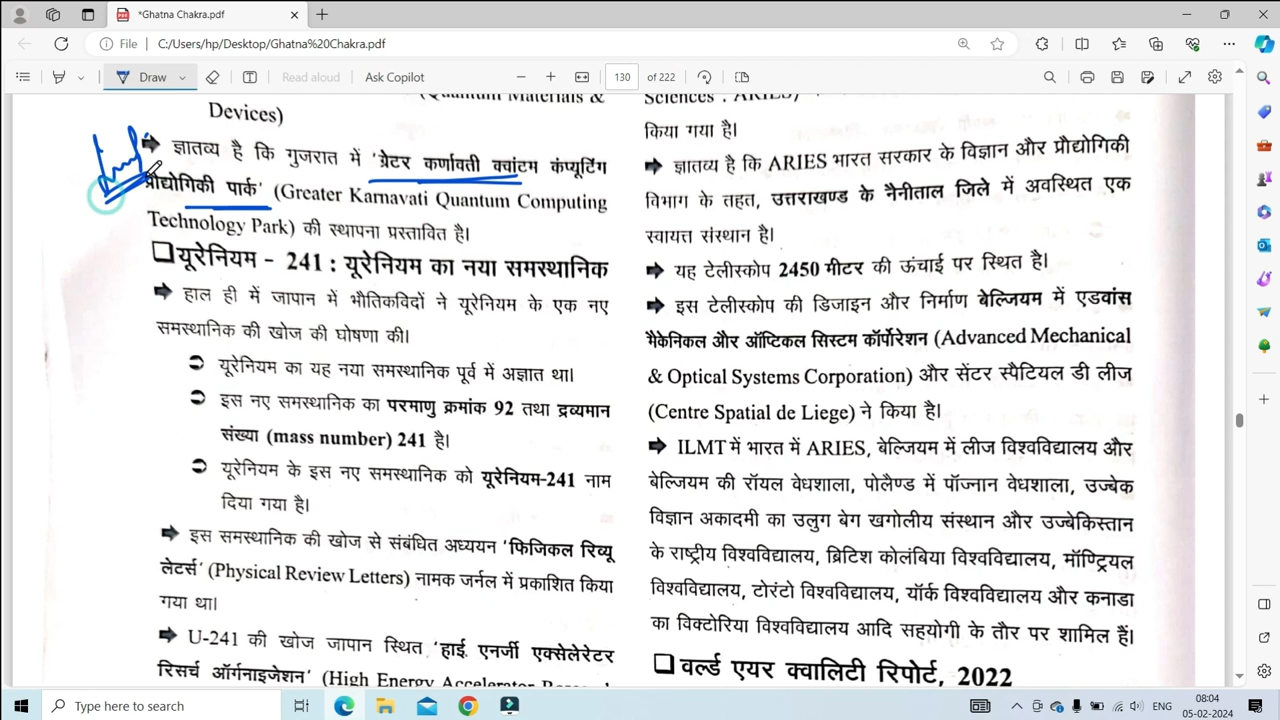 *Ghatna Chakra.pdf
File
C:/Users/hp/Desktop/Ghatna%20Chakra.pdf
Draw
Read aloud
Ask Copilot
130
of 222
(Quantum Materials &
Devices)
ज्ञातव्य है कि गुजरात में 'ग्रेटर कर्णावती क्वांटम कंप्यूटिंग
प्रौद्योगिकी पार्क' (Greater Karnavati Quantum Computing
Technology Park) की स्थापना प्रस्तावित है।
यूरेनियम - 241 : यूरेनियम का नया समस्थानिक
हाल ही में जापान में भौतिकविदों ने यूरेनियम के एक नए
समस्थानिक की खोज की घोषणा की।
यूरेनियम का यह नया समस्थानिक पूर्व में अज्ञात था।
इस नए समस्थानिक का परमाणु क्रमांक 92 तथा द्रव्यमान
संख्या (mass number) 241 है।
यूरेनियम के इस नए समस्थानिक को यूरेनियम-241 नाम
दिया गया है।
इस समस्थानिक की खोज से संबंधित अध्ययन 'फिजिकल रिव्यू
लेटर्स' (Physical Review Letters) नामक जर्नल में प्रकाशित किया
गया था।
U-241 की खोज जापान स्थित 'हाई एनर्जी एक्सेलेरेटर
रिसर्च ऑर्गनाइजेशन' (High Energy Accelerator Research
Sciences : ARIES)
किया गया है।
ज्ञातव्य है कि ARIES भारत सरकार के विज्ञान और प्रौद्योगिकी
विभाग के तहत, उत्तराखण्ड के नैनीताल जिले में अवस्थित एक
स्वायत्त संस्थान है।
यह टेलीस्कोप 2450 मीटर की ऊंचाई पर स्थित है।
इस टेलीस्कोप की डिजाइन और निर्माण बेल्जियम में एडवांस
मैकेनिकल और ऑप्टिकल सिस्टम कॉर्पोरेशन (Advanced Mechanical
& Optical Systems Corporation) और सेंटर स्पैटियल डी लीज
(Centre Spatial de Liege) ने किया है।
ILMT में भारत में ARIES, बेल्जियम में लीज विश्वविद्यालय और
बेल्जियम की रॉयल वेधशाला, पोलैण्ड में पॉज्नान वेधशाला, उज्बेक
विज्ञान अकादमी का उलुग बेग खगोलीय संस्थान और उज्बेकिस्तान
के राष्ट्रीय विश्वविद्यालय, ब्रिटिश कोलंबिया विश्वविद्यालय, मॉण्ट्रियल
विश्वविद्यालय, टोरंटो विश्वविद्यालय, यॉर्क विश्वविद्यालय और कनाडा
का विक्टोरिया विश्वविद्यालय आदि सहयोगी के तौर पर शामिल हैं।
वर्ल्ड एयर क्वालिटी रिपोर्ट, 2022
Type here to search
ENG
08:04
05-02-2024